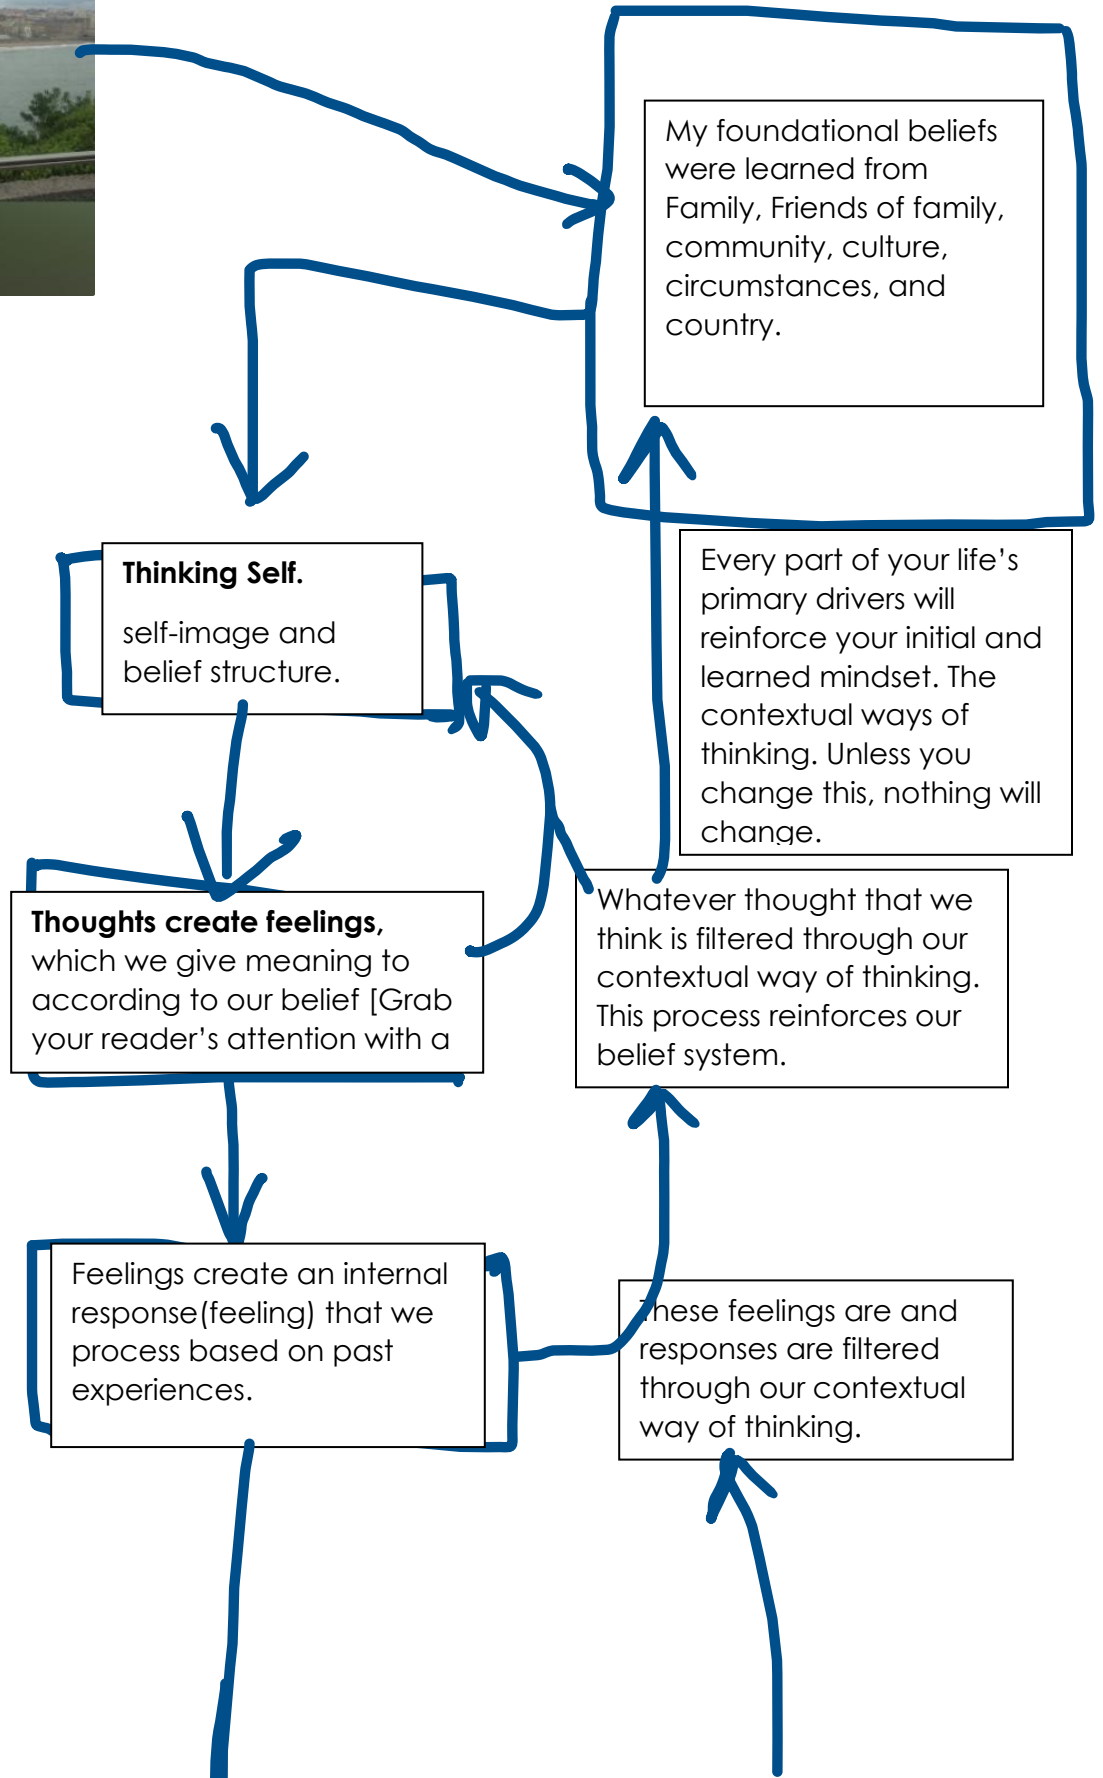 My foundational beliefs
were learned from
Family, Friends of family,
community, culture,
circumstances, and
country.
Thinking Self.
self-image and
belief structure.
Every part of your life’s
primary drivers will
reinforce your initial and
learned mindset. The
contextual ways of
thinking. Unless you
change this, nothing will
change.
Thoughts create feelings,
which we give meaning to
according to our belief [Grab
your reader’s attention with a
Whatever thought that we
think is filtered through our
contextual way of thinking.
This process reinforces our
belief system.
Feelings create an internal
response(feeling) that we
process based on past
experiences.
These feelings are and
responses are filtered
through our contextual
way of thinking.